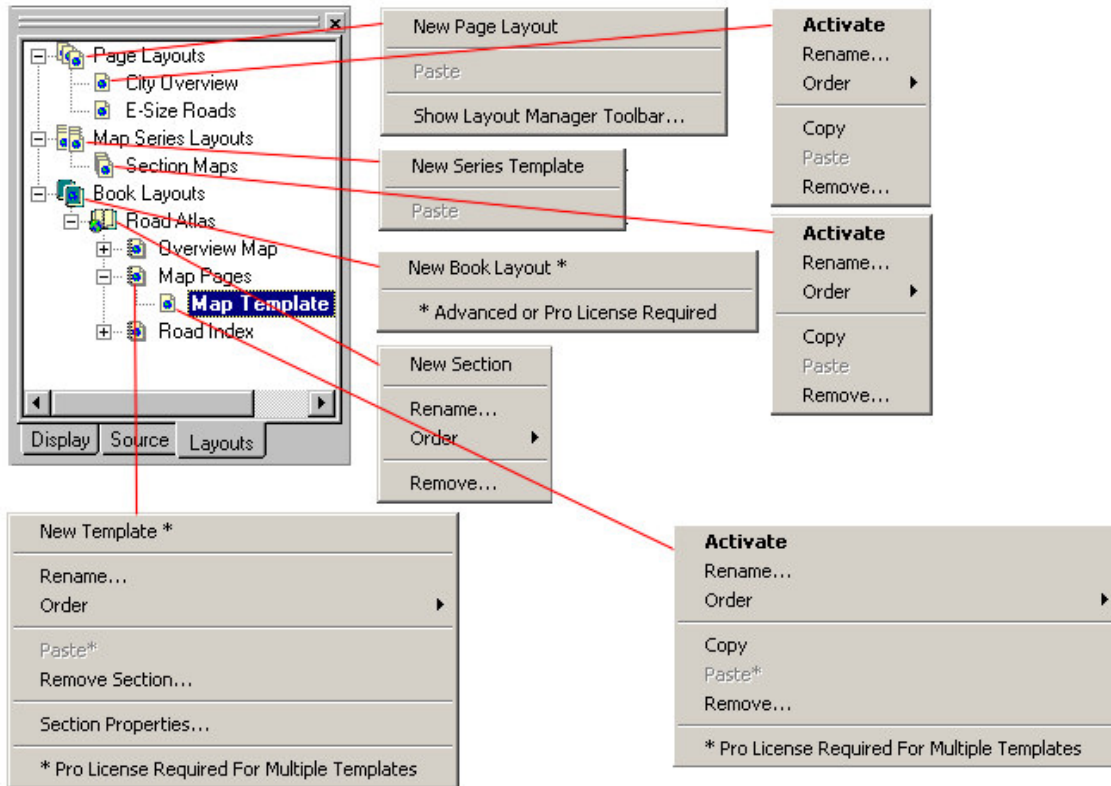 Page Layouts
City Overview
E-Size Roads
Map Series Layouts
Section Maps
Book Layouts
Road Atlas
Overview Map
Map Pages
Map Template
Road Index
Display
Source
Layouts
New Page Layout
Paste
Show Layout Manager Toolbar...
Activate
Rename...
Order
Copy
Paste
Remove...
New Series Template
Paste
Activate
Rename...
Order
Copy
Paste
Remove...
New Book Layout *
* Advanced or Pro License Required
New Section
Rename...
Order
Remove...
New Template *
Rename...
Order
Paste*
Remove Section...
Section Properties...
* Pro License Required For Multiple Templates
Activate
Rename...
Order
Copy
Paste*
Remove...
* Pro License Required For Multiple Templates